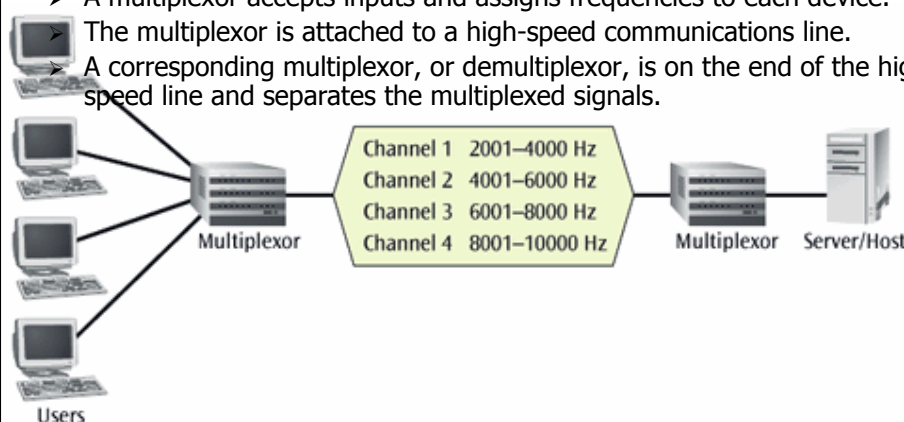 ➢ A multiplexor accepts inputs and assigns frequencies to each device.
➢ The multiplexor is attached to a high-speed communications line.
➢ A corresponding multiplexor, or demultiplexor, is on the end of the hig
speed line and separates the multiplexed signals.
Channel 1 2001–4000 Hz
Channel 2 4001–6000 Hz
Channel 3 6001–8000 Hz
Channel 4 8001–10000 Hz
Multiplexor Multiplexor Server/Host
Users